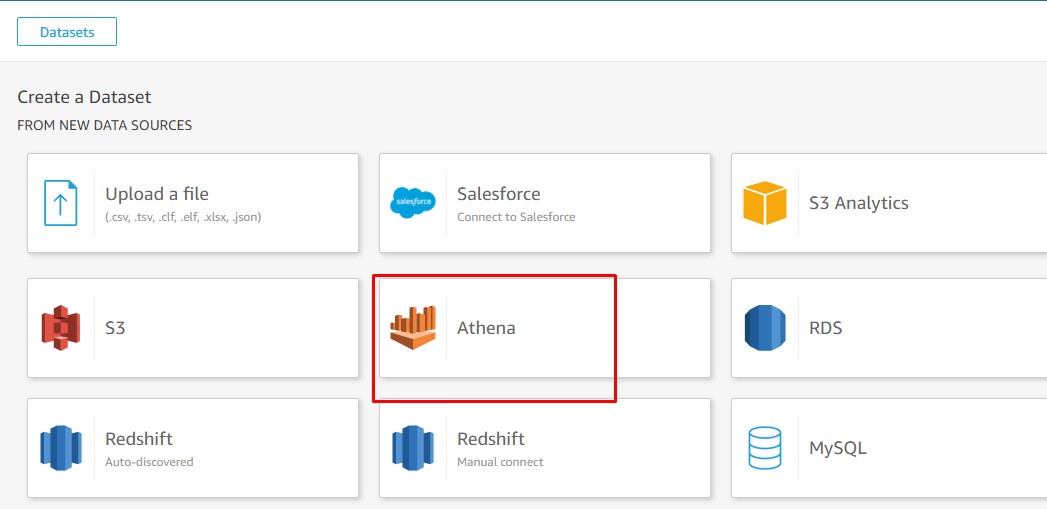 Datasets
Create a Dataset
FROM NEW DATA SOURCES
Upload a file
(.csv, .tsv, .clf, .elf, .xlsx, .json)
salesforce
Salesforce
Connect to Salesforce
S3 Analytics
S3
Athena
RDS
Redshift
Auto-discovered
Redshift
Manual connect
MySQL